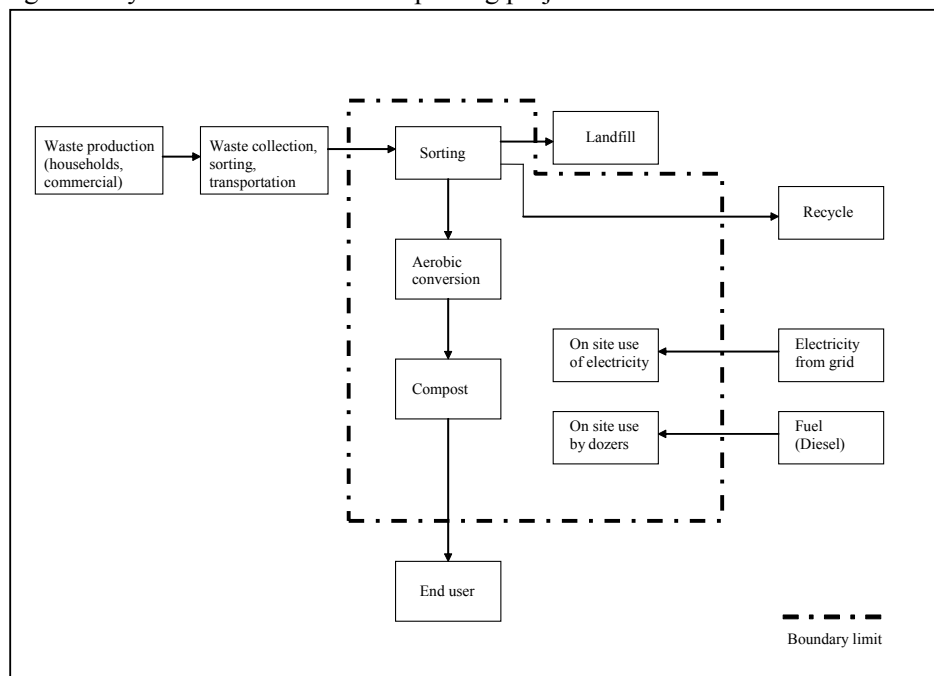 Waste production
(households,
commercial)
Waste collection,
sorting,
transportation
Sorting
Landfill
Recycle
Aerobic
conversion
On site use
of electricity
Electricity
from grid
Compost
On site use
by dozers
Fuel
(Diesel)
End user
Boundary limit